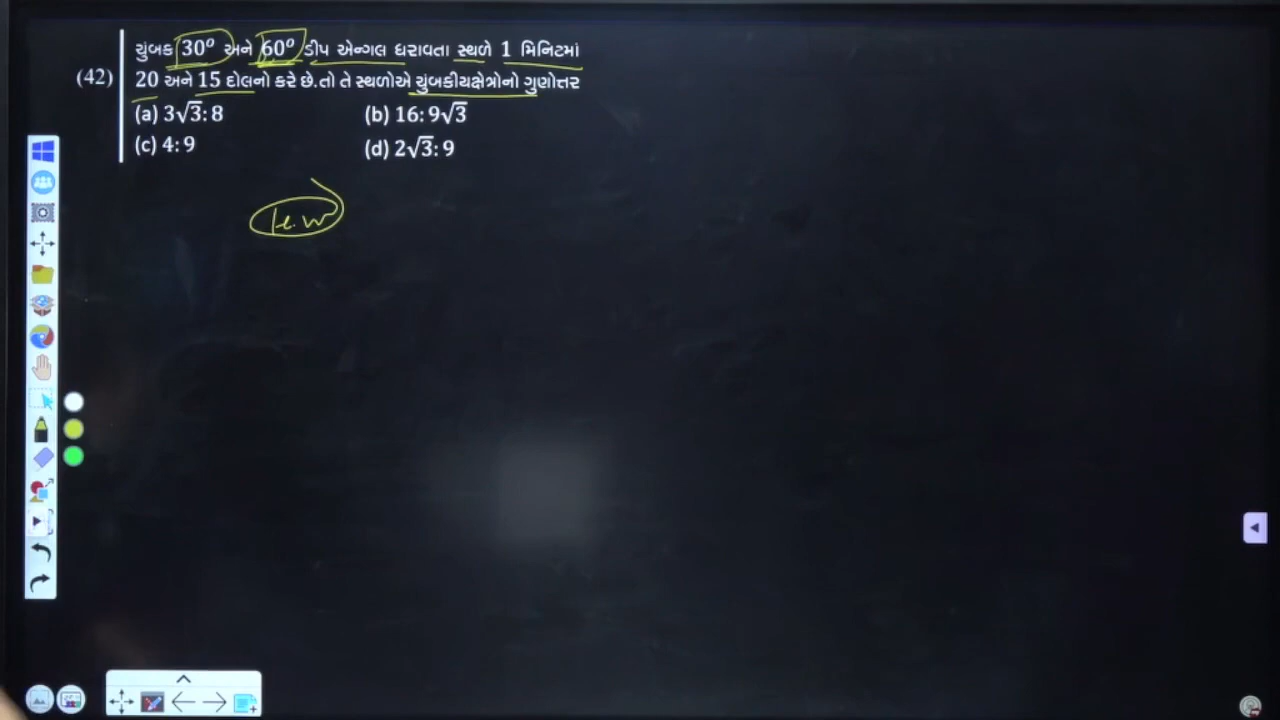 ચુંબક 30° અને 60° ડીપ એન્ગલ ધરાવતા સ્થળે 1 મિનિટમાં
(42) 20 અને 15 દોલનો કરે છે.તો તે સ્થળોએ ચુંબકીયક્ષેત્રોનો ગુણોત્તર
(a) 3√3:8 (b) 16:9√3
(c) 4:9 (d) 2√3:9
H.W